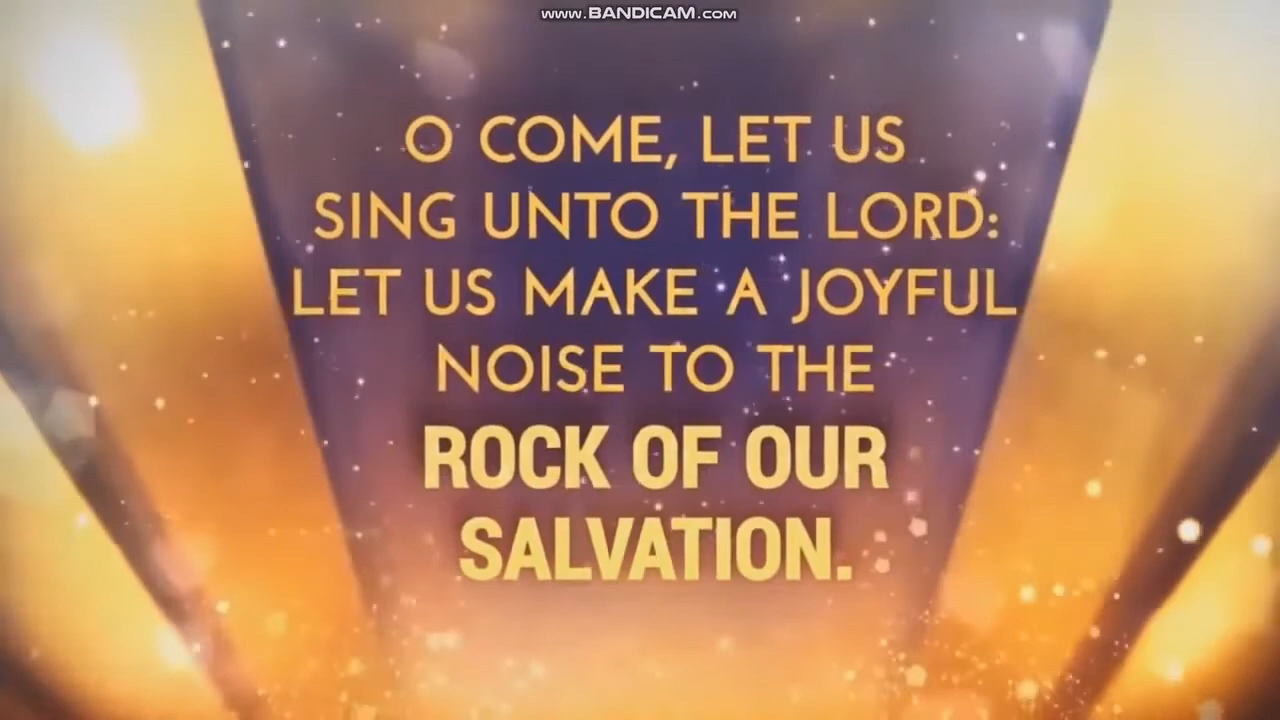 www.BANDICAM.com
O COME, LET US
SING UNTO THE LORD:
LET US MAKE A JOYFUL
NOISE TO THE
ROCK OF OUR
SALVATION.